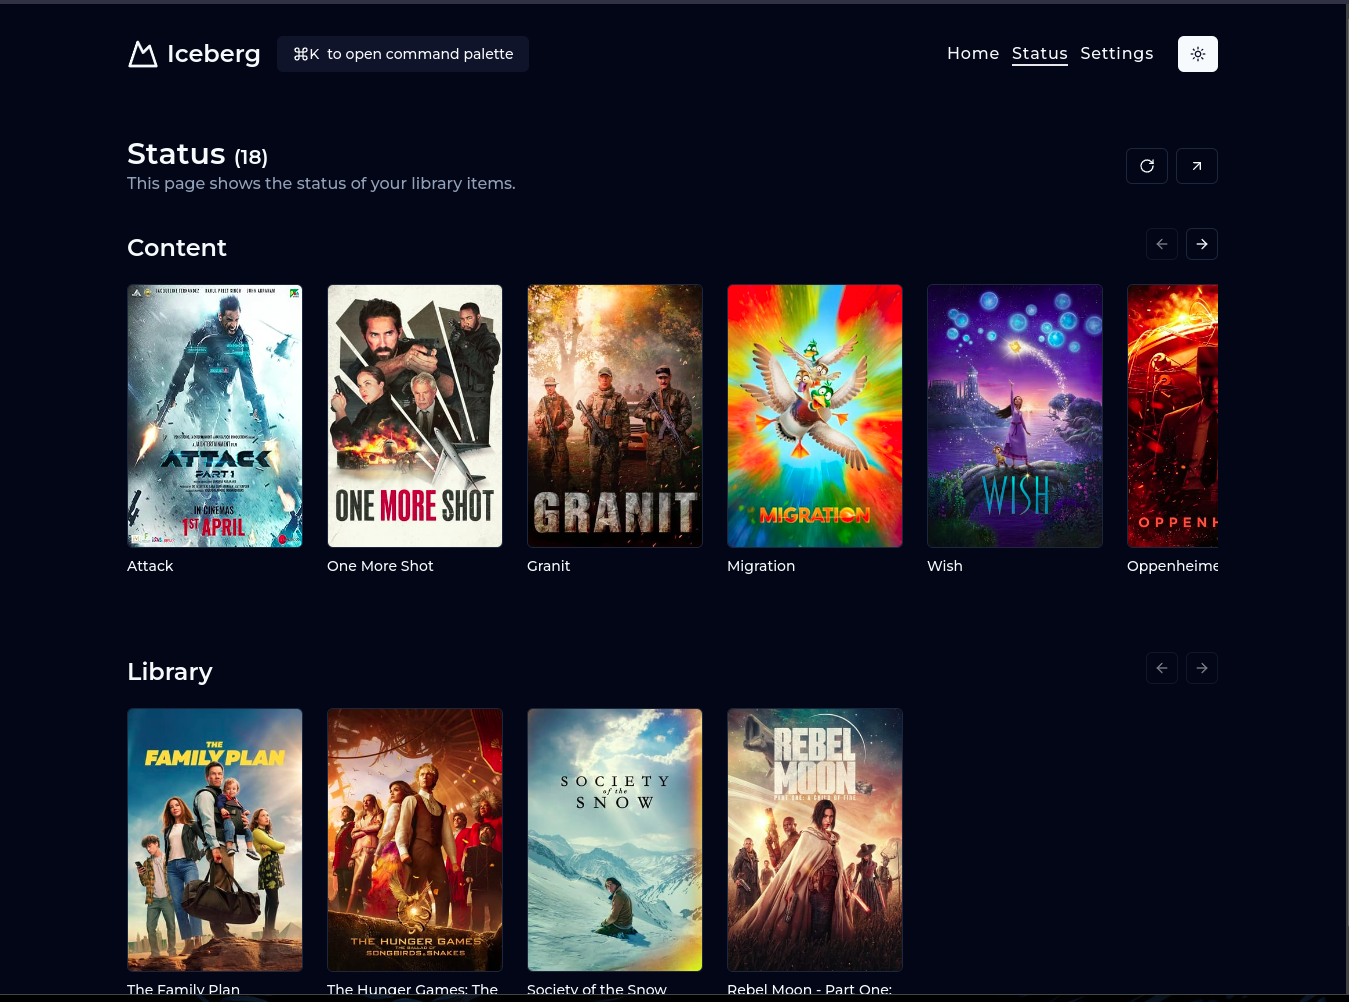 Iceberg
⌘K to open command palette
Home Status Settings
Status (18)
This page shows the status of your library items.
Content
JACQUELINE FERNANDEZ RAKUL PREET SINGH JOHN ABRAHAM
ATTACK
PART 1
IN CINEMAS
1ST APRIL
ONE MORE SHOT
GRANIT
MIGRATION
WISH
OPPENH
Attack
One More Shot
Granit
Migration
Wish
Oppenheime
Library
THE
FAMILY PLAN
THE HUNGER GAMES
THE BALLAD OF
SONGBIRDS & SNAKES
SOCIETY
of the
SNOW
REBEL
MOON
PART ONE: A CHILD OF FIRE
The Family Plan
The Hunger Games: The
Society of the Snow
Rebel Moon - Part One: